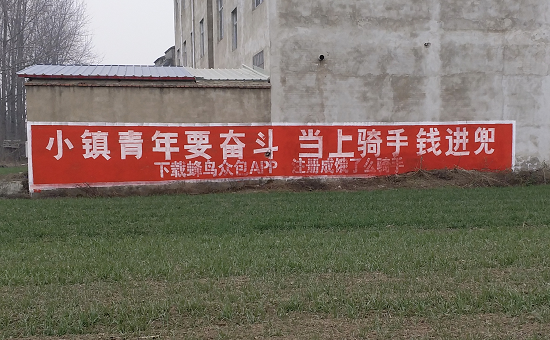 小镇青年要奋斗 当上骑手钱进兜
下载蜂鸟众包APP 注册成饿了么骑手